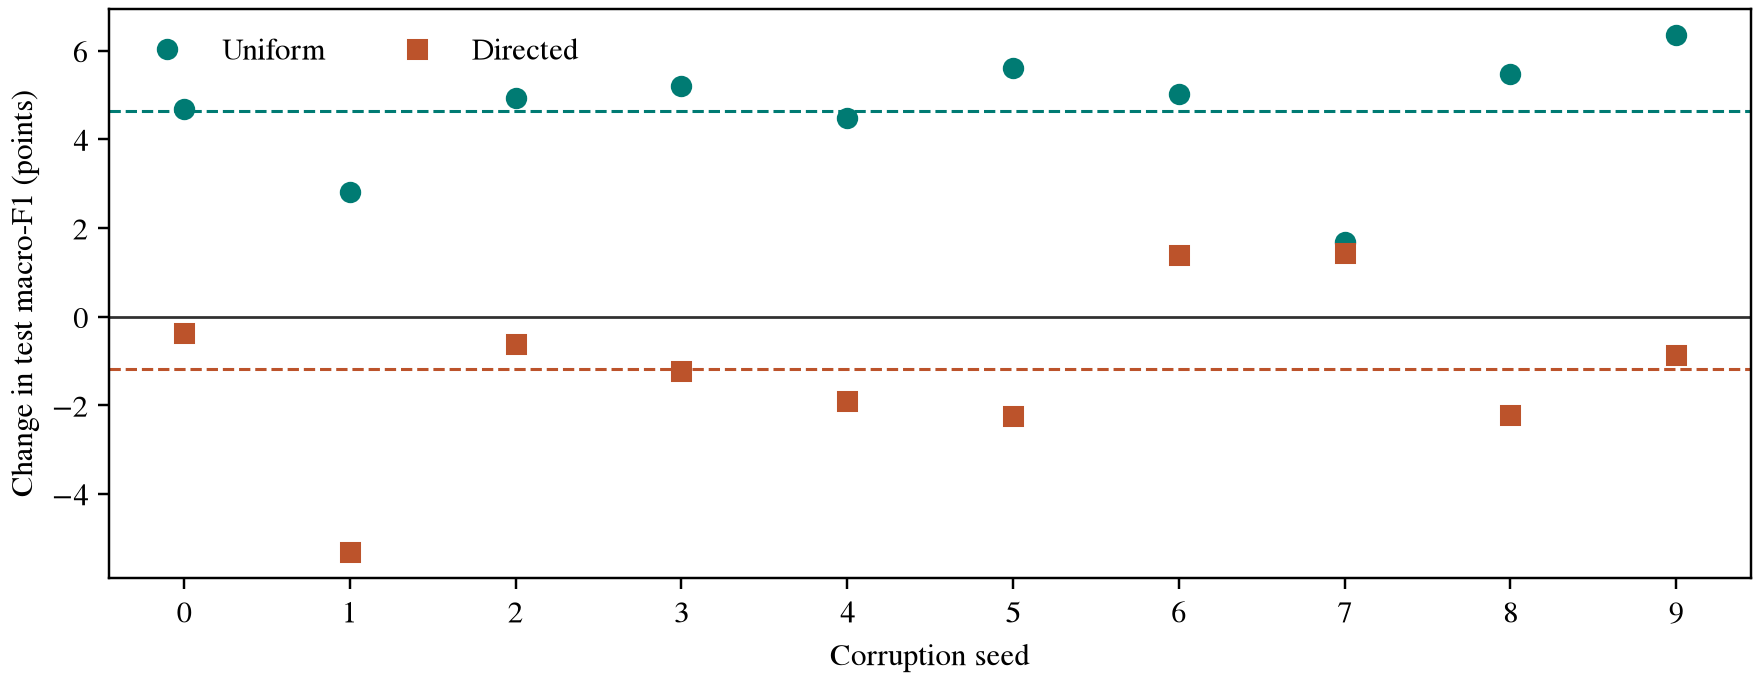 Change in test macro-F1 (points)
6
4
2
0
−2
−4
Uniform
Directed
0 1 2 3 4 5 6 7 8 9
Corruption seed